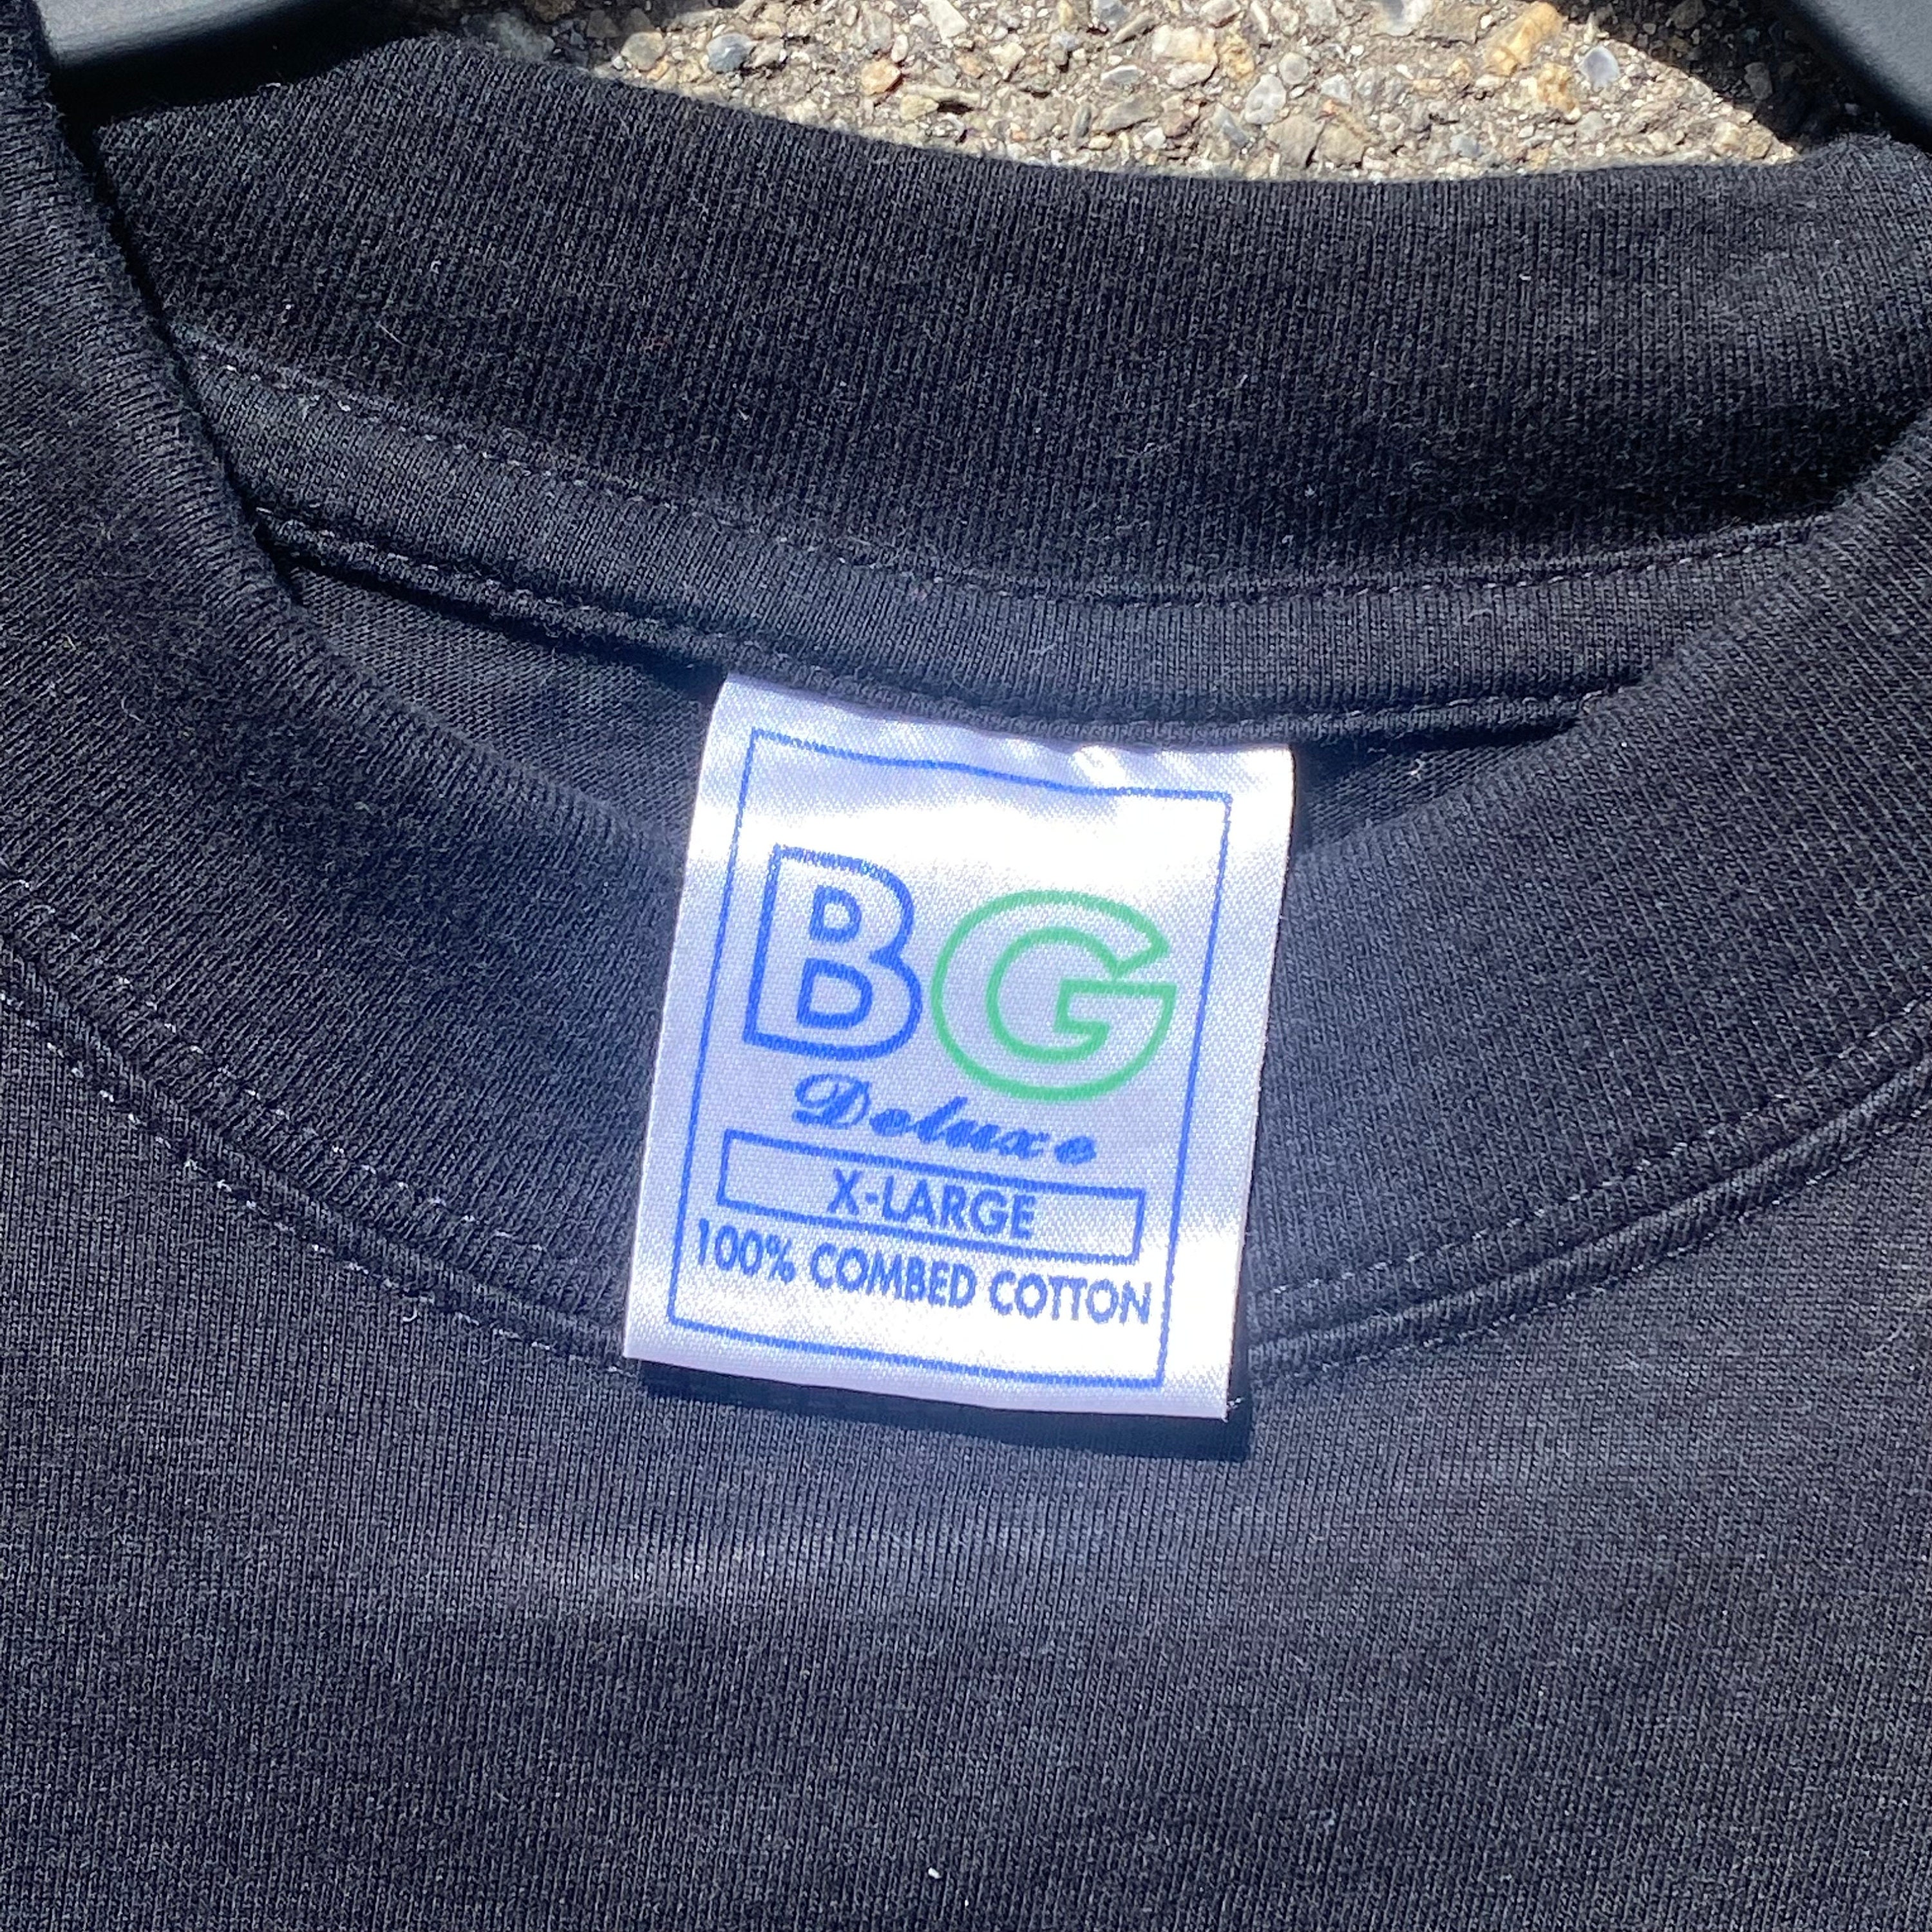 BG
Deluxe
X-LARGE
100% COMBED COTTON